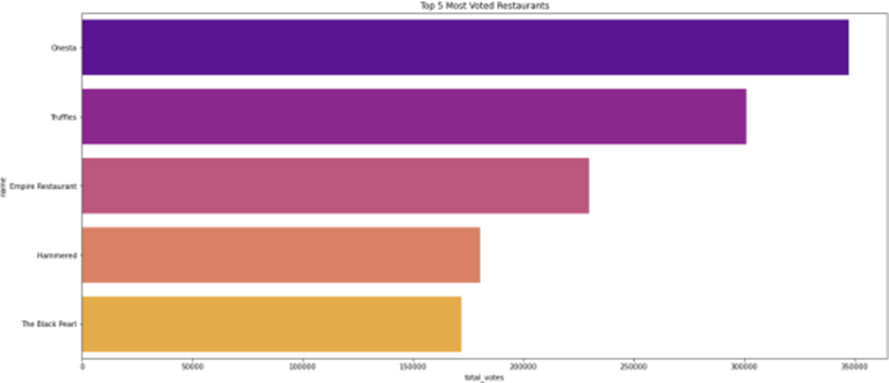 Top 5 Most Voted Restaurants
name
Onesta
Truffles
Empire Restaurant
Hammered
The Black Pearl
0 50000 100000 150000 200000 250000 300000 350000
total_votes